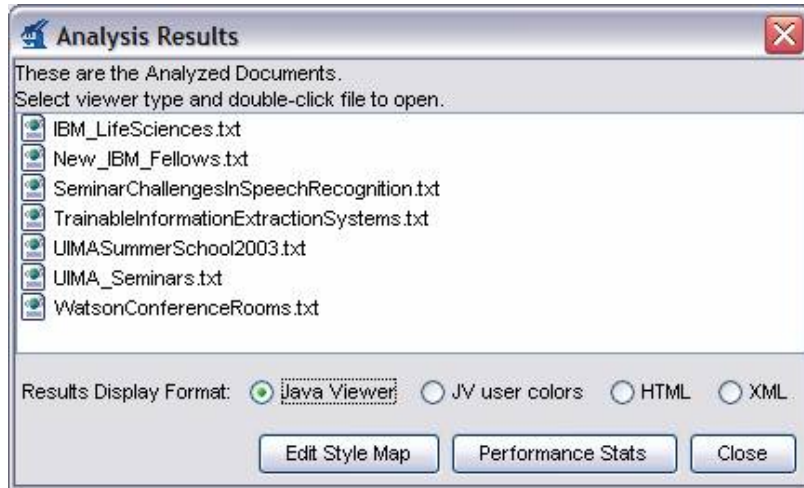 Analysis Results
These are the Analyzed Documents.
Select viewer type and double-click file to open.
IBM_LifeSciences.txt
New_IBM_Fellows.txt
SeminarChallengesInSpeechRecognition.txt
TrainableInformationExtractionSystems.txt
UIMASummerSchool2003.txt
UIMA_Seminars.txt
WatsonConferenceRooms.txt
Results Display Format: Java Viewer JV user colors HTML XML
Edit Style Map Performance Stats Close